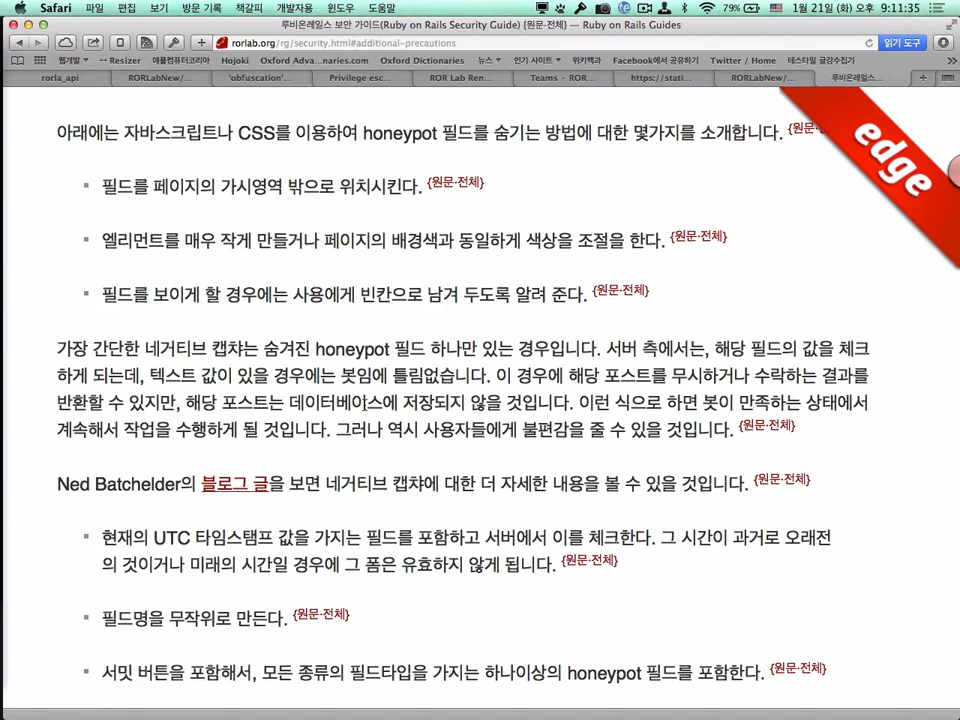 Safari 파일 편집 보기 방문 기록 책갈피 개발자용 윈도우 도움말 79% 1월 21일 (화) 오후 9:11:35
루비온레일스 보안 가이드(Ruby on Rails Security Guide) {원문·전체} — Ruby on Rails Guides
rorlab.org/rg/security.html#additional-precautions 읽기 도구
웹개발 Resizer 애플컴퓨터코리아 Hojoki Oxford Adva...naries.com Oxford Dictionaries 뉴스 인기 사이트 위키백과 Facebook에서 공유하기 Twitter / Home 테스타일 글감수집기
rorla_api RORLabNew/... 'obfuscation'... Privilege esc... ROR Lab Ren... Teams - ROR... https://stati... RORLabNew/... 루비온레일스...
아래에는 자바스크립트나 CSS를 이용하여 honeypot 필드를 숨기는 방법에 대한 몇가지를 소개합니다. {원문·
edge
필드를 페이지의 가시영역 밖으로 위치시킨다. {원문·전체}
엘리먼트를 매우 작게 만들거나 페이지의 배경색과 동일하게 색상을 조절을 한다. {원문·전체}
필드를 보이게 할 경우에는 사용에게 빈칸으로 남겨 두도록 알려 준다. {원문·전체}
가장 간단한 네거티브 캡챠는 숨겨진 honeypot 필드 하나만 있는 경우입니다. 서버 측에서는, 해당 필드의 값을 체크
하게 되는데, 텍스트 값이 있을 경우에는 봇임에 틀림없습니다. 이 경우에 해당 포스트를 무시하거나 수락하는 결과를
반환할 수 있지만, 해당 포스트는 데이터베이스에 저장되지 않을 것입니다. 이런 식으로 하면 봇이 만족하는 상태에서
계속해서 작업을 수행하게 될 것입니다. 그러나 역시 사용자들에게 불편감을 줄 수 있을 것입니다. {원문·전체}
Ned Batchelder의 블로그 글을 보면 네거티브 캡챠에 대한 더 자세한 내용을 볼 수 있을 것입니다. {원문·전체}
현재의 UTC 타임스탬프 값을 가지는 필드를 포함하고 서버에서 이를 체크한다. 그 시간이 과거로 오래전
의 것이거나 미래의 시간일 경우에 그 폼은 유효하지 않게 됩니다. {원문·전체}
필드명을 무작위로 만든다. {원문·전체}
서밋 버튼을 포함해서, 모든 종류의 필드타입을 가지는 하나이상의 honeypot 필드를 포함한다. {원문·전체}